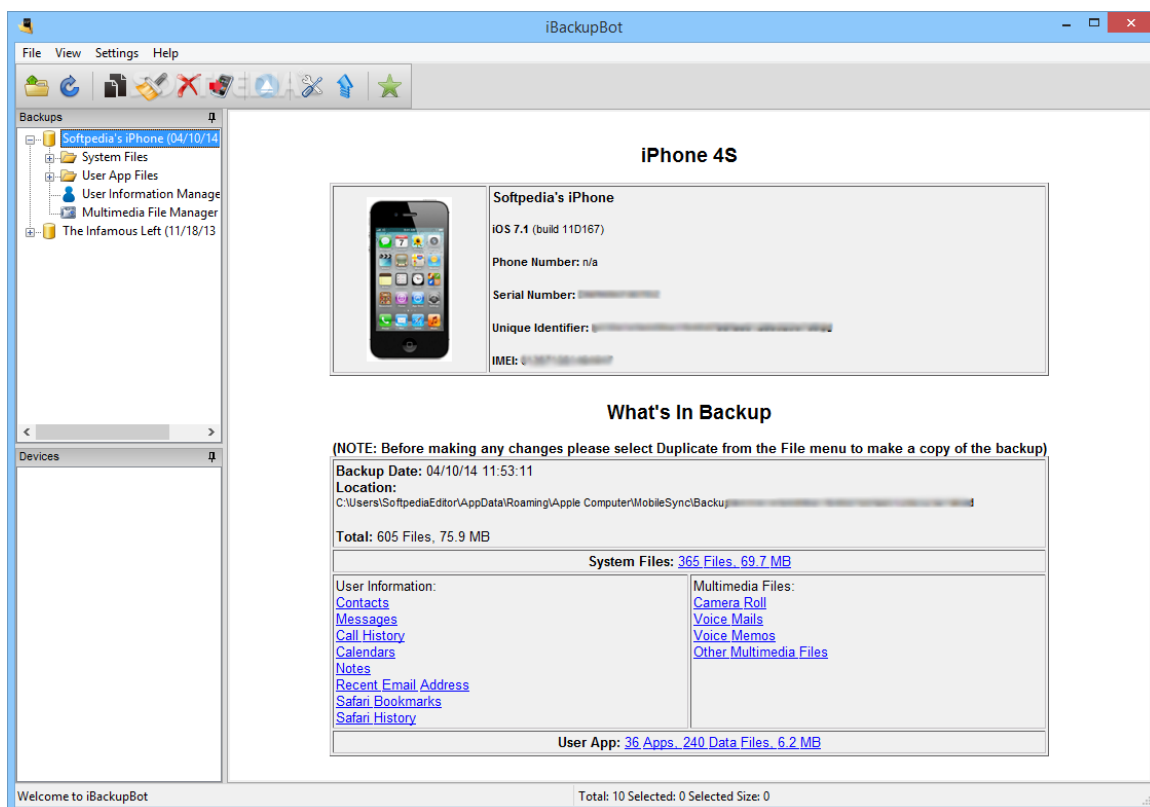 iBackupBot
File View Settings Help
Backups
Softpedia's iPhone (04/10/14
System Files
User App Files
User Information Manage
Multimedia File Manager
The Infamous Left (11/18/13
Devices
iPhone 4S
Softpedia's iPhone
iOS 7.1 (build 11D167)
Phone Number: n/a
Serial Number:
Unique Identifier:
IMEI:
What's In Backup
(NOTE: Before making any changes please select Duplicate from the File menu to make a copy of the backup)
Backup Date: 04/10/14 11:53:11
Location:
C:\Users\SoftpediaEditor\AppData\Roaming\Apple Computer\MobileSync\Backup
Total: 605 Files, 75.9 MB
System Files: 365 Files, 69.7 MB
User Information:
Contacts
Messages
Call History
Calendars
Notes
Recent Email Address
Safari Bookmarks
Safari History
Multimedia Files:
Camera Roll
Voice Mails
Voice Memos
Other Multimedia Files
User App: 36 Apps, 240 Data Files, 6.2 MB
Welcome to iBackupBot
Total: 10 Selected: 0 Selected Size: 0